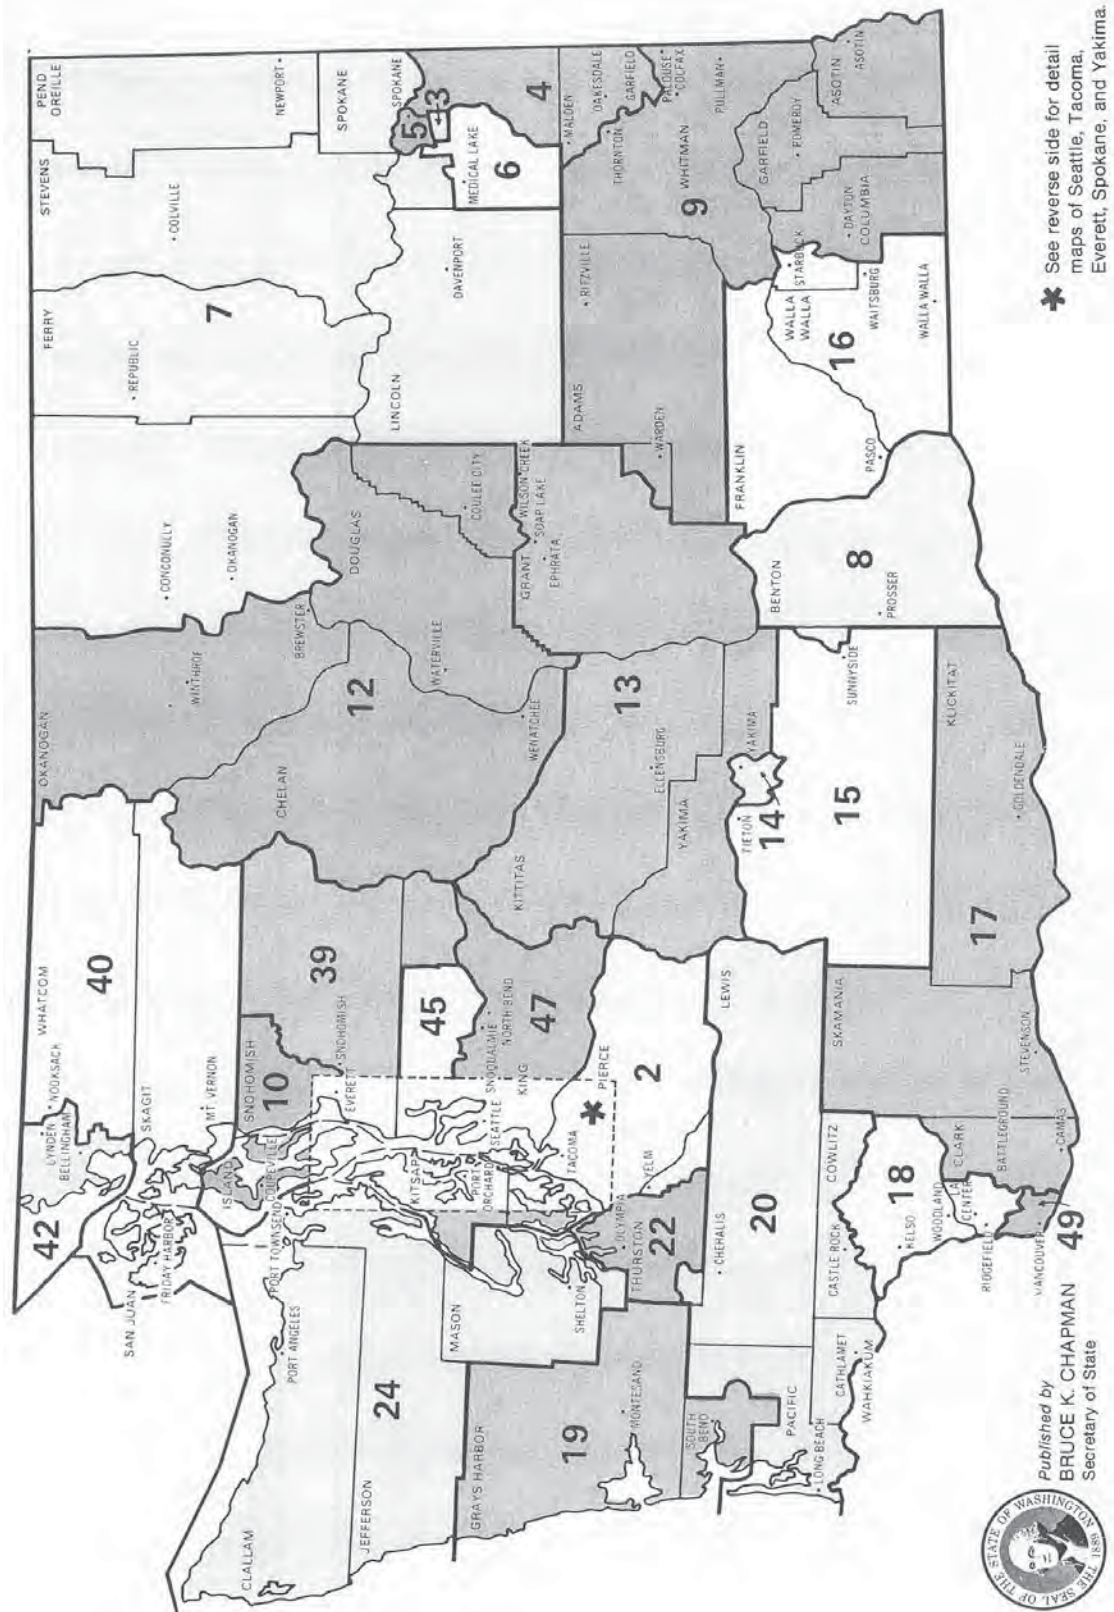 WHATCOM
LYNDEN
NOOKSACK
BELLINGHAM
42
40
SAN JUAN
FRIDAY HARBOR
SKAGIT
MT VERNON
OKANOGAN
WINTHROP
CONCONULLY
OKANOGAN
BREWSTER
FERRY
REPUBLIC
STEVENS
COLVILLE
PEND
OREILLE
NEWPORT
7
CLALLAM
PORT ANGELES
PORT TOWNSEND
ISLAND
COUPEVILLE
SNOHOMISH
10
39
EVERETT
SNOHOMISH
CHELAN
12
DOUGLAS
WATERVILLE
WENATCHEE
COULEE CITY
LINCOLN
DAVENPORT
SPOKANE
SPOKANE
5
3
MEDICAL LAKE
6
4
JEFFERSON
24
MASON
SHELTON
KITSAP
PORT
ORCHARD
SEATTLE
45
SNOQUALMIE
NORTH BEND
KING
47
GRAYS HARBOR
19
MONTESANO
THURSTON
OLYMPIA
22
YELM
TACOMA
PIERCE
2
KITTITAS
ELLENSBURG
13
GRANT
WILSON CREEK
SOAP LAKE
EPHRATA
WARDEN
ADAMS
RITZVILLE
MALDEN
OAKESDALE
THORNTON
GARFIELD
PALOUSE
COLFAX
WHITMAN
PULLMAN
9
SOUTH
BEND
PACIFIC
LONG BEACH
CHEHALIS
20
LEWIS
YAKIMA
YAKIMA
TIETON
14
15
SUNNYSIDE
BENTON
8
PROSSER
FRANKLIN
PASCO
WALLA
WALLA
STARBUCK
16
WAITSBURG
WALLA WALLA
GARFIELD
POMEROY
DAYTON
COLUMBIA
ASOTIN
ASOTIN
CATHLAMET
WAHKIAKUM
CASTLE ROCK
COWLITZ
KELSO
18
WOODLAND
LA
CENTER
RIDGEFIELD
CLARK
BATTLEGROUND
VANCOUVER
49
CAMAS
SKAMANIA
STEVENSON
17
KLICKITAT
GOLDENDALE
THE SEAL OF THE STATE OF WASHINGTON
1889
Published by
BRUCE K. CHAPMAN
Secretary of State
* See reverse side for detail
maps of Seattle, Tacoma,
Everett, Spokane, and Yakima.